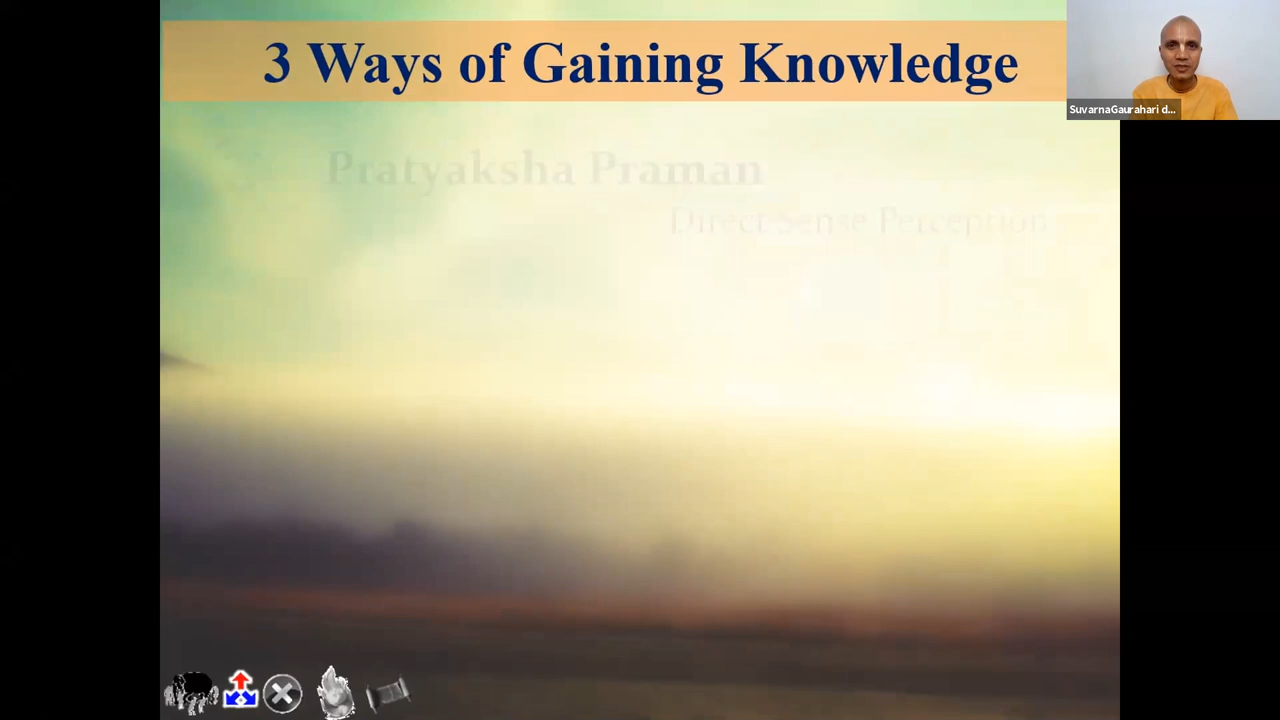 3 Ways of Gaining Knowledge
SuvarnaGaurahari d...
Pratyaksha Praman
Direct Sense Perception